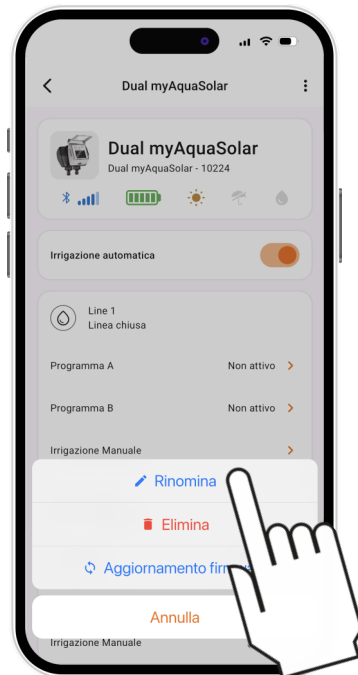 Dual myAquaSolar
Dual myAquaSolar
Dual myAquaSolar - 10224
Irrigazione automatica
Line 1
Linea chiusa
Programma A Non attivo
Programma B Non attivo
Irrigazione Manuale
Rinomina
Elimina
Aggiornamento
Annulla
Irrigazione Manuale